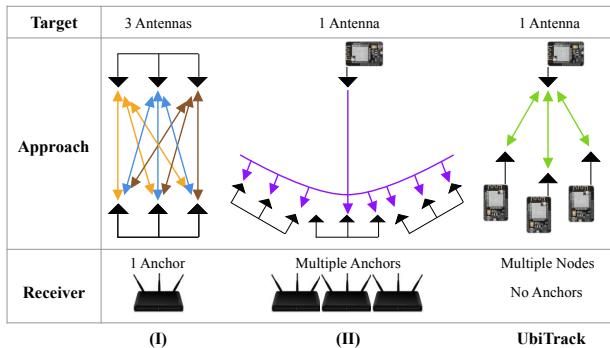 Target 3 Antennas 1 Antenna 1 Antenna
Approach
Receiver
1 Anchor Multiple Anchors Multiple Nodes
No Anchors
(I) (II) UbiTrack